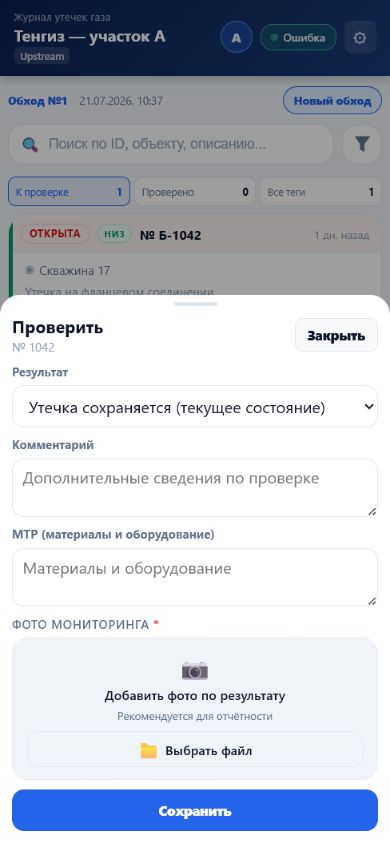 Журнал утечек газа
Тенгиз — участок А
Upstream
А
Ошибка
Обход №1 21.07.2026, 10:37
Новый обход
Поиск по ID, объекту, описанию...
К проверке 1
Проверено 0
Все теги 1
ОТКРЫТА НИЗ № Б-1042 1 дн. назад
Скважина 17
Утечка на фланцевом соединении
Проверить
№ 1042
Закрыть
Результат
Утечка сохраняется (текущее состояние)
Комментарий
Дополнительные сведения по проверке
МТР (материалы и оборудование)
Материалы и оборудование
ФОТО МОНИТОРИНГА *
Добавить фото по результату
Рекомендуется для отчётности
Выбрать файл
Сохранить